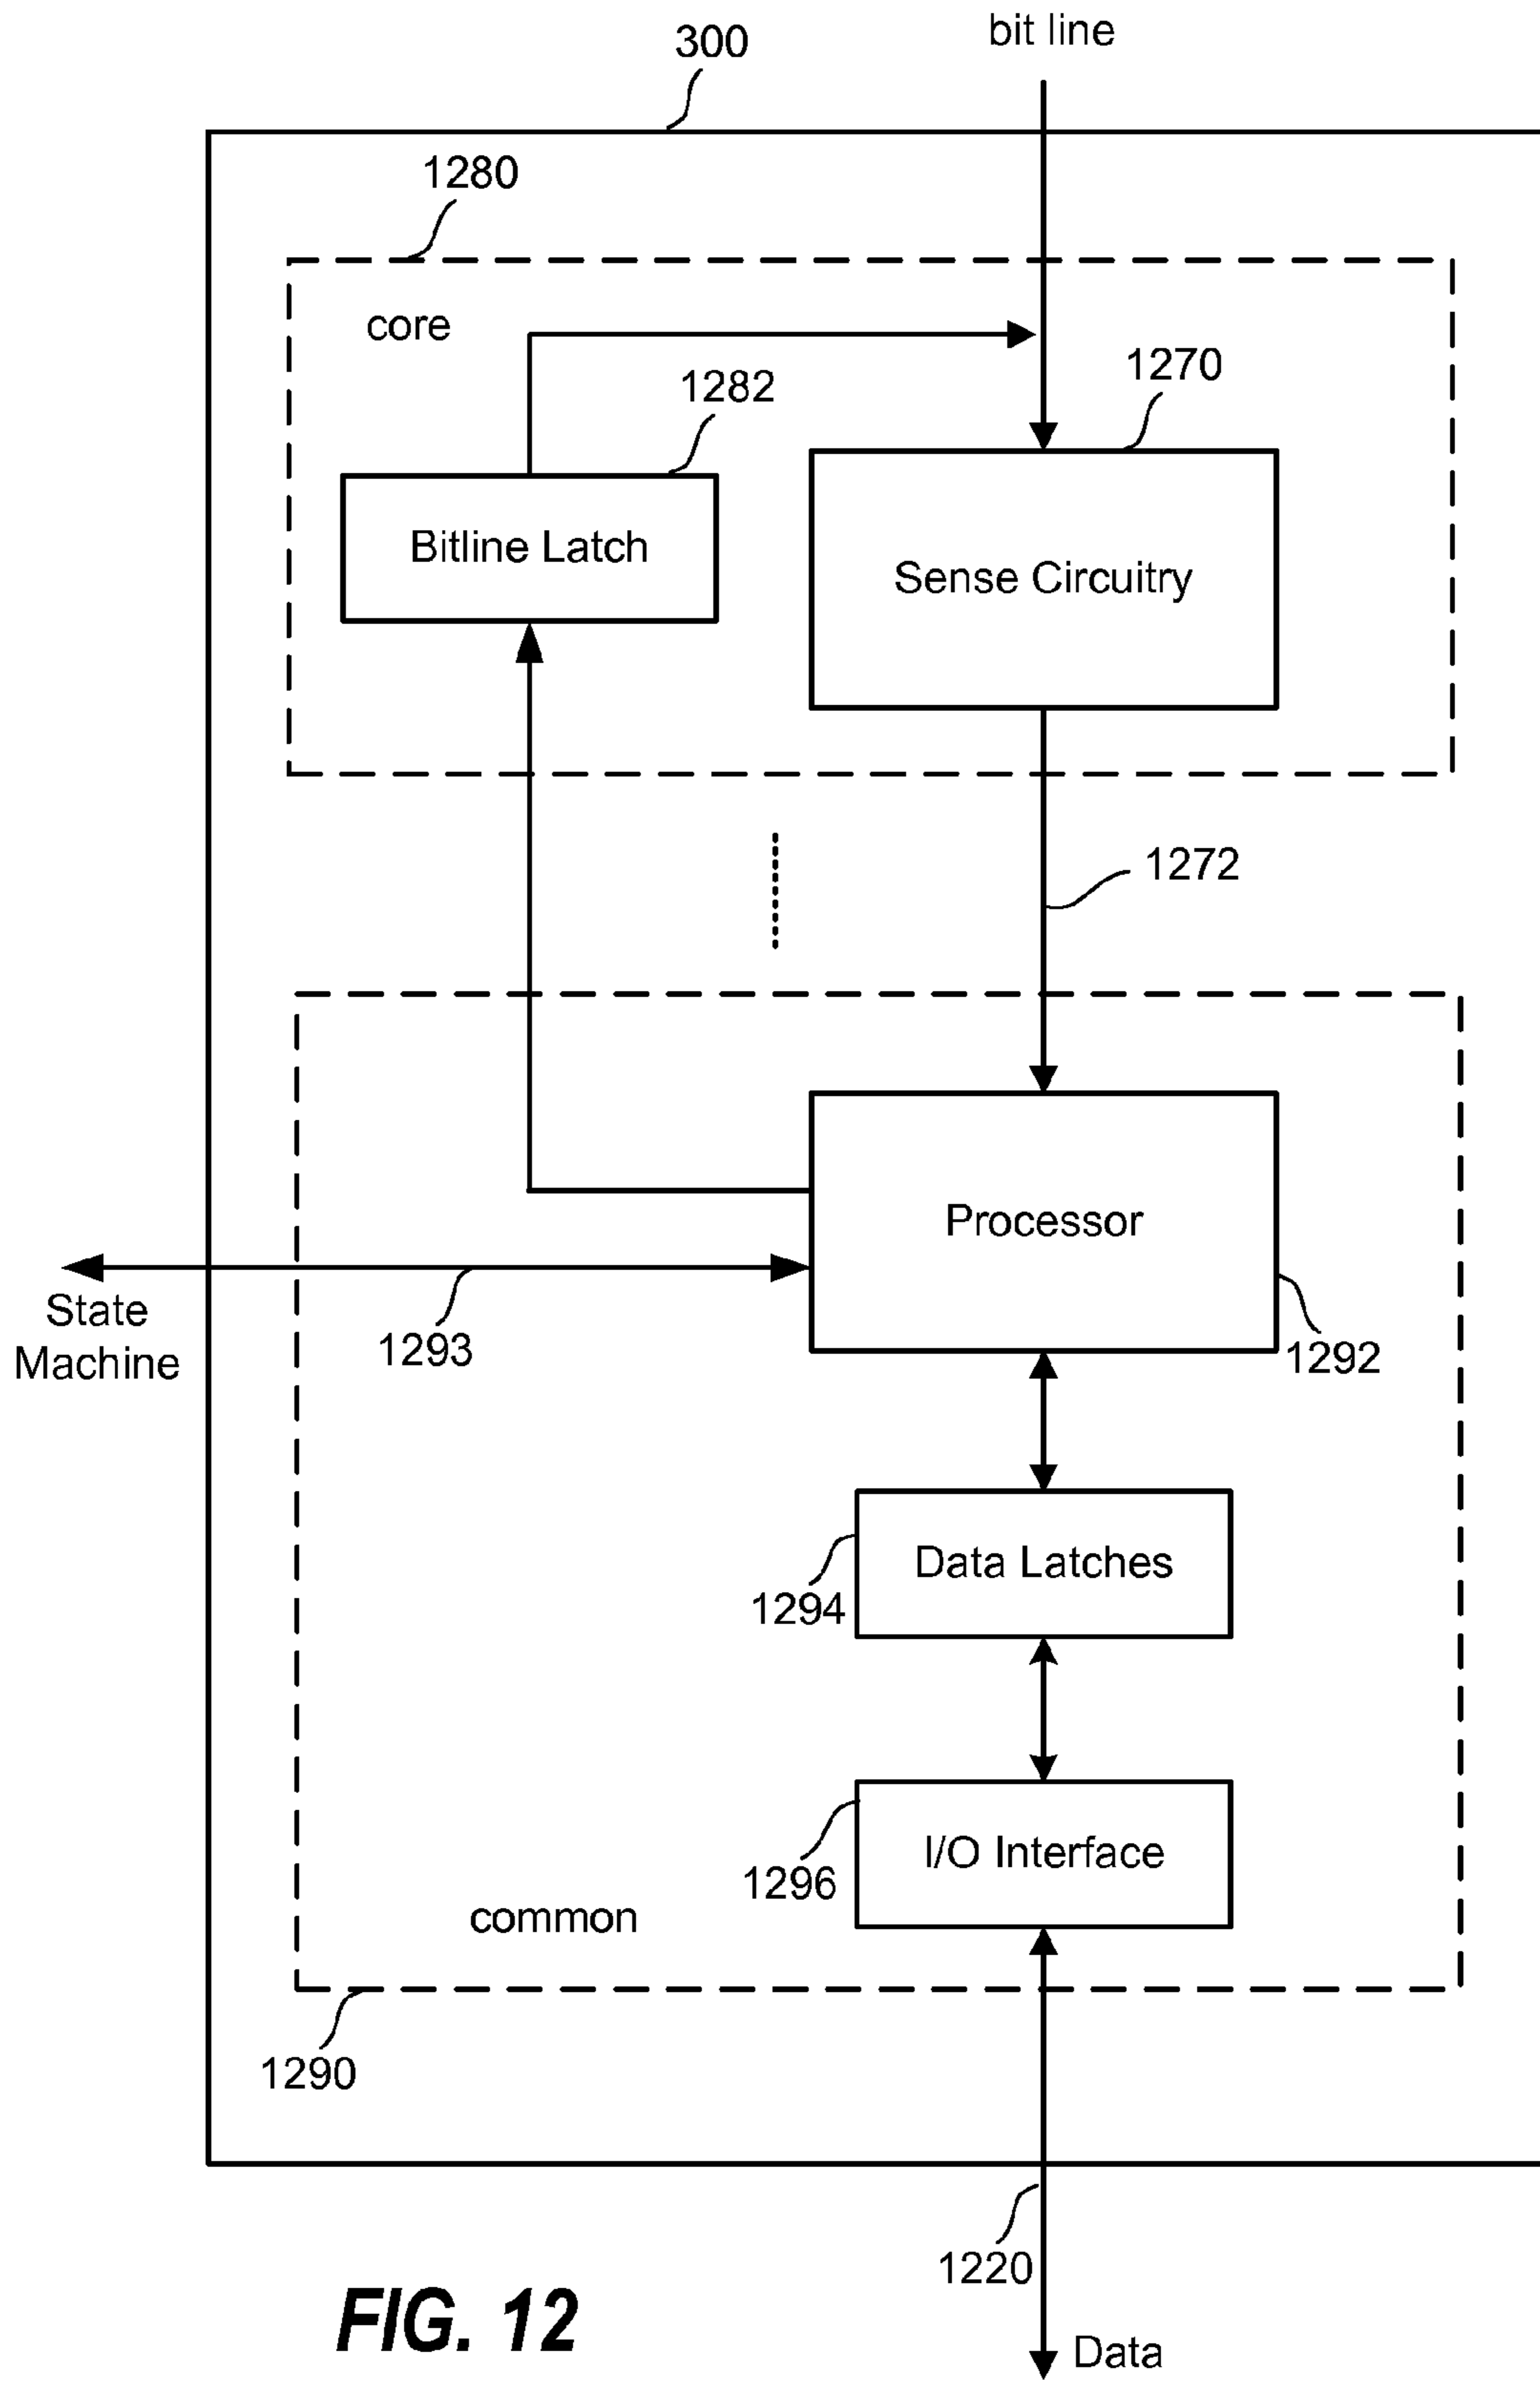 bit line
300
1280
core
1270
1282
Bitline Latch
Sense Circuitry
1272
Processor
State
Machine
1293
1292
Data Latches
1294
I/O Interface
1296
common
1290
1220
FIG. 12
Data